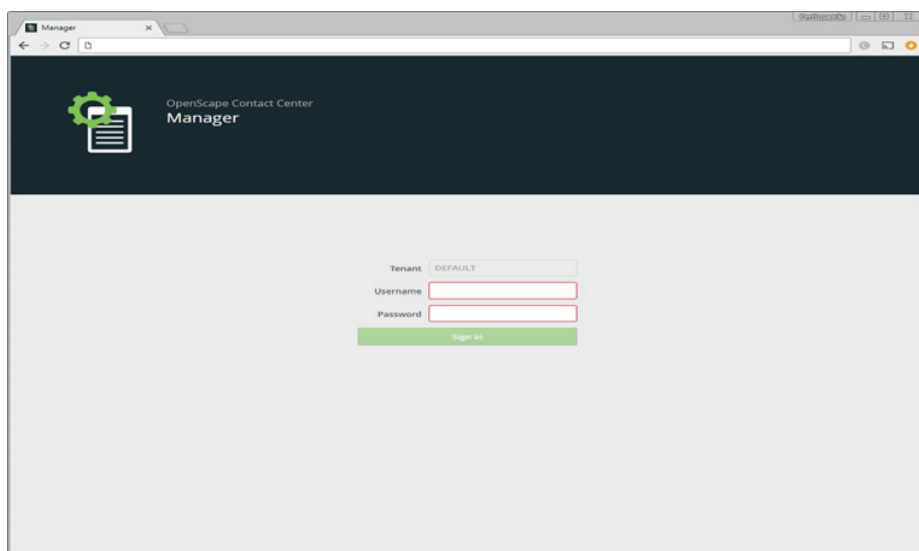 Manager
OpenScape Contact Center
Manager
Tenant DEFAULT
Username
Password
Sign in